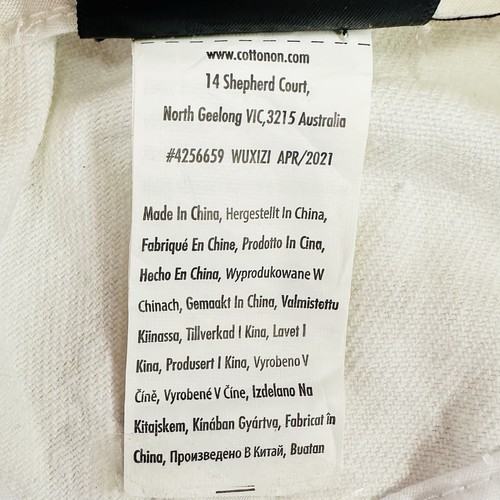 www.cottonon.com
14 Shepherd Court,
North Geelong VIC,3215 Australia
#4256659 WUXIZI APR/2021
Made In China, Hergestellt In China,
Fabriqué En Chine, Prodotto In Cina,
Hecho En China, Wyprodukowane W
Chinach, Gemaakt In China, Valmistettu
Kiinassa, Tillverkad I Kina, Lavet I
Kina, Produsert I Kina, Vyrobeno V
Číně, Vyrobené V Číne, Izdelano Na
Kitajskem, Kínában Gyártva, Fabricat în
China, Произведено В Китай, Buatan